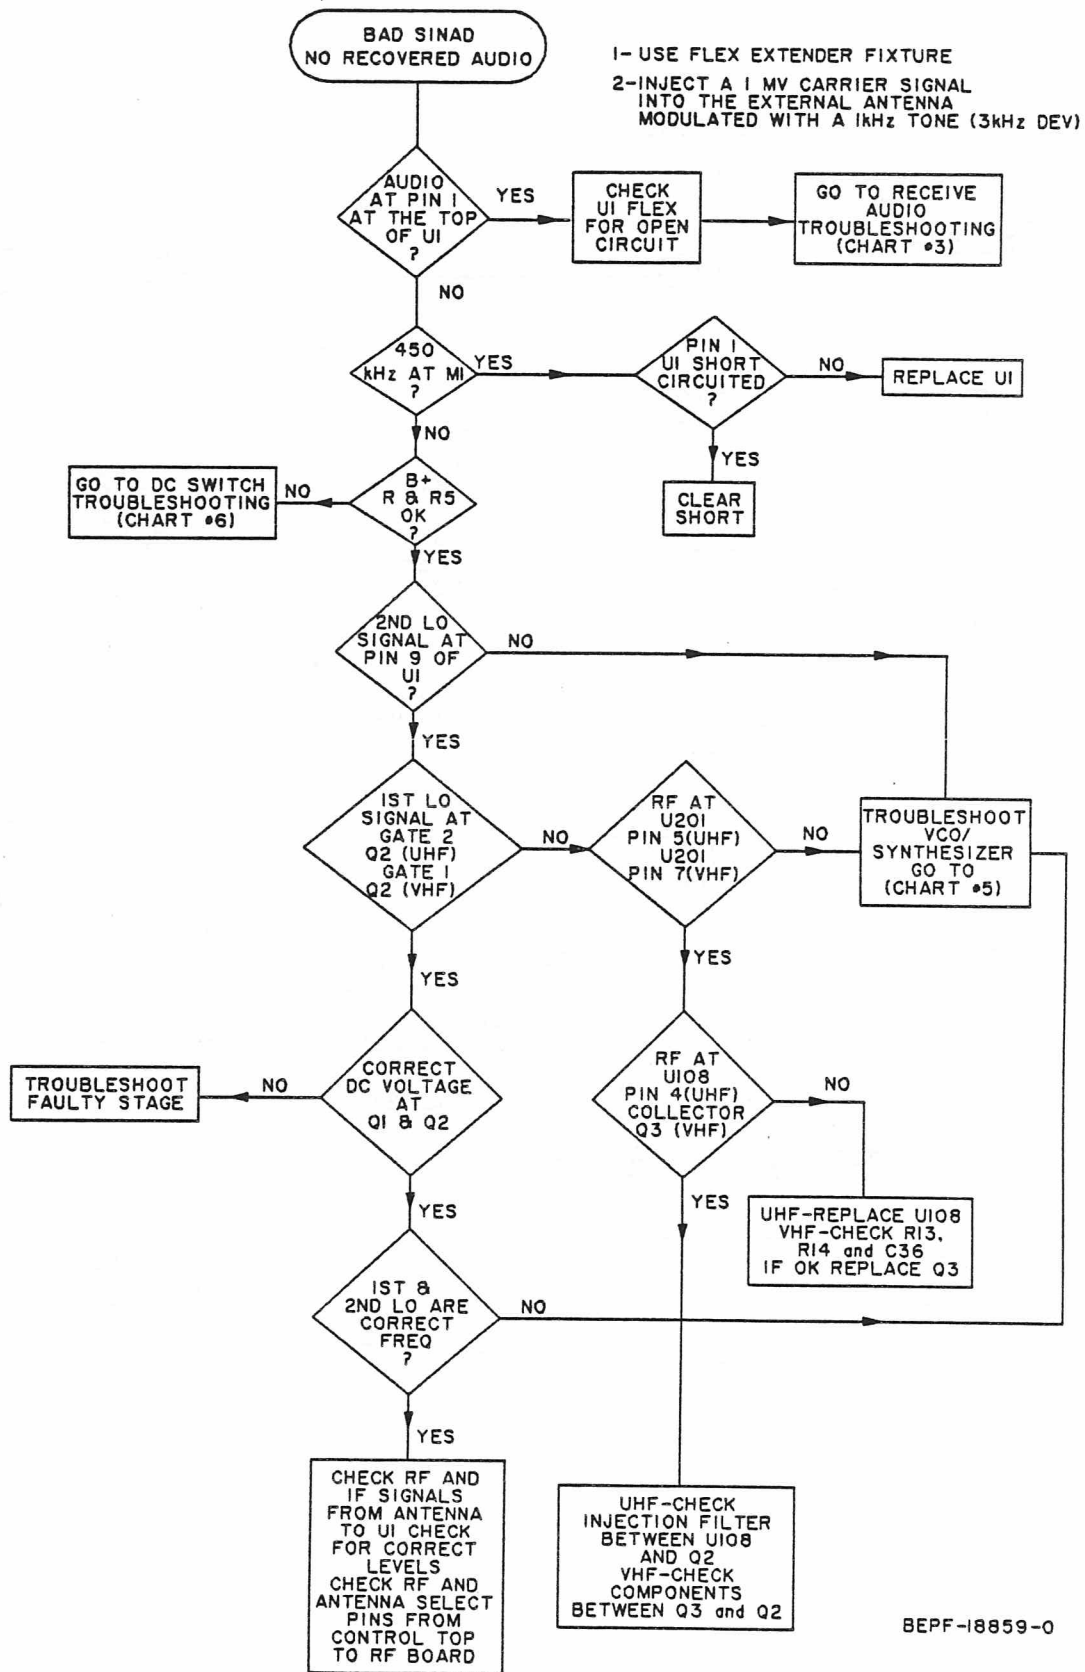 BAD SINAD
NO RECOVERED AUDIO
1- USE FLEX EXTENDER FIXTURE
2-INJECT A 1 MV CARRIER SIGNAL
INTO THE EXTERNAL ANTENNA
MODULATED WITH A 1kHz TONE (3kHz DEV)
AUDIO
AT PIN 1
AT THE TOP
OF U1
?
YES
CHECK
U1 FLEX
FOR OPEN
CIRCUIT
GO TO RECEIVE
AUDIO
TROUBLESHOOTING
(CHART #3)
NO
450
kHz AT M1
?
YES
PIN 1
U1 SHORT
CIRCUITED
?
NO
REPLACE U1
YES
CLEAR
SHORT
NO
B+
R & R5
OK
?
NO
GO TO DC SWITCH
TROUBLESHOOTING
(CHART #6)
YES
2ND LO
SIGNAL AT
PIN 9 OF
U1
?
NO
YES
1ST LO
SIGNAL AT
GATE 2
Q2 (UHF)
GATE 1
Q2 (VHF)
NO
RF AT
U201
PIN 5(UHF)
U201
PIN 7(VHF)
NO
TROUBLESHOOT
VCO/
SYNTHESIZER
GO TO
(CHART #5)
YES
YES
CORRECT
DC VOLTAGE
AT
Q1 & Q2
NO
TROUBLESHOOT
FAULTY STAGE
RF AT
U108
PIN 4(UHF)
COLLECTOR
Q3 (VHF)
NO
UHF-REPLACE U108
VHF-CHECK R13,
R14 and C36
IF OK REPLACE Q3
YES
YES
1ST &
2ND LO ARE
CORRECT
FREQ
?
NO
YES
CHECK RF AND
IF SIGNALS
FROM ANTENNA
TO U1 CHECK
FOR CORRECT
LEVELS
CHECK RF AND
ANTENNA SELECT
PINS FROM
CONTROL TOP
TO RF BOARD
UHF-CHECK
INJECTION FILTER
BETWEEN U108
AND Q2
VHF-CHECK
COMPONENTS
BETWEEN Q3 and Q2
BEPF-18859-O